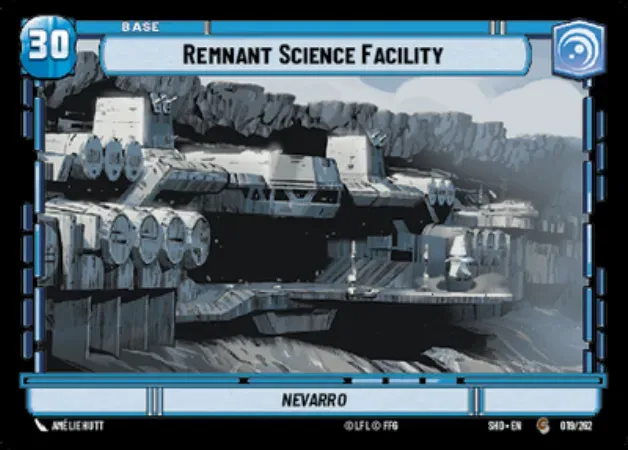 BASE
30
REMNANT SCIENCE FACILITY
NEVARRO
AMÉLIE HUTT
© LFL © FFG
SHD • EN
019/262